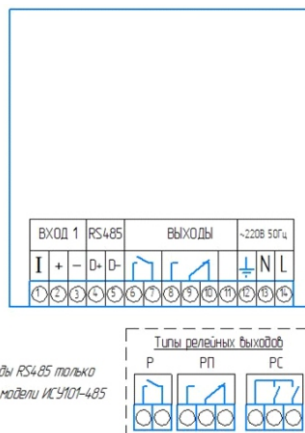 ВХОД 1 RS485 ВЫХОДЫ ~220В 50Гц
I + - D+ D- N L
1 2 3 4 5 6 7 8 9 10 11 12 13 14
Типы релейных выходов
Р РП РС
ды RS485 только
модели ИСУ101-485